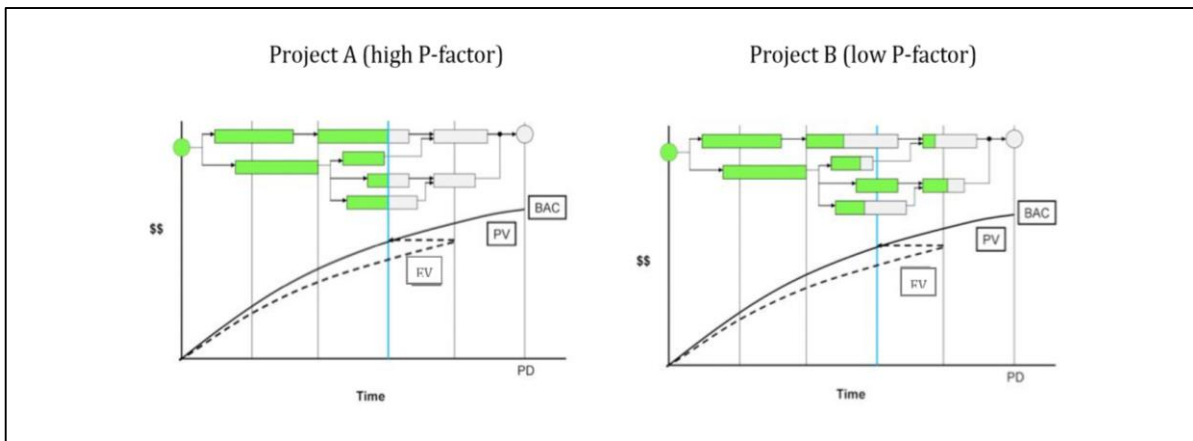 Project A (high P-factor)
$$
BAC
PV
EV
PD
Time
Project B (low P-factor)
$$
BAC
PV
EV
PD
Time